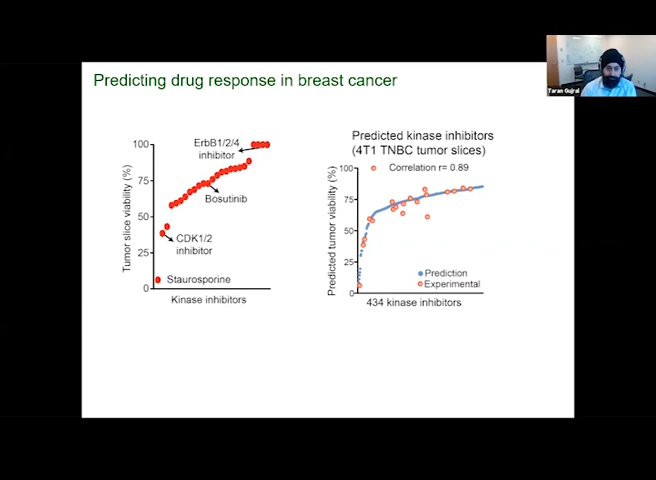 Taran Gujral
Predicting drug response in breast cancer
ErbB1/2/4
inhibitor
Bosutinib
CDK1/2
inhibitor
Staurosporine
Tumor slice viability (%)
100
75
50
25
0
Kinase inhibitors
Predicted kinase inhibitors
(4T1 TNBC tumor slices)
Correlation r= 0.89
Predicted tumor viability (%)
100
75
50
25
0
Prediction
Experimental
434 kinase inhibitors